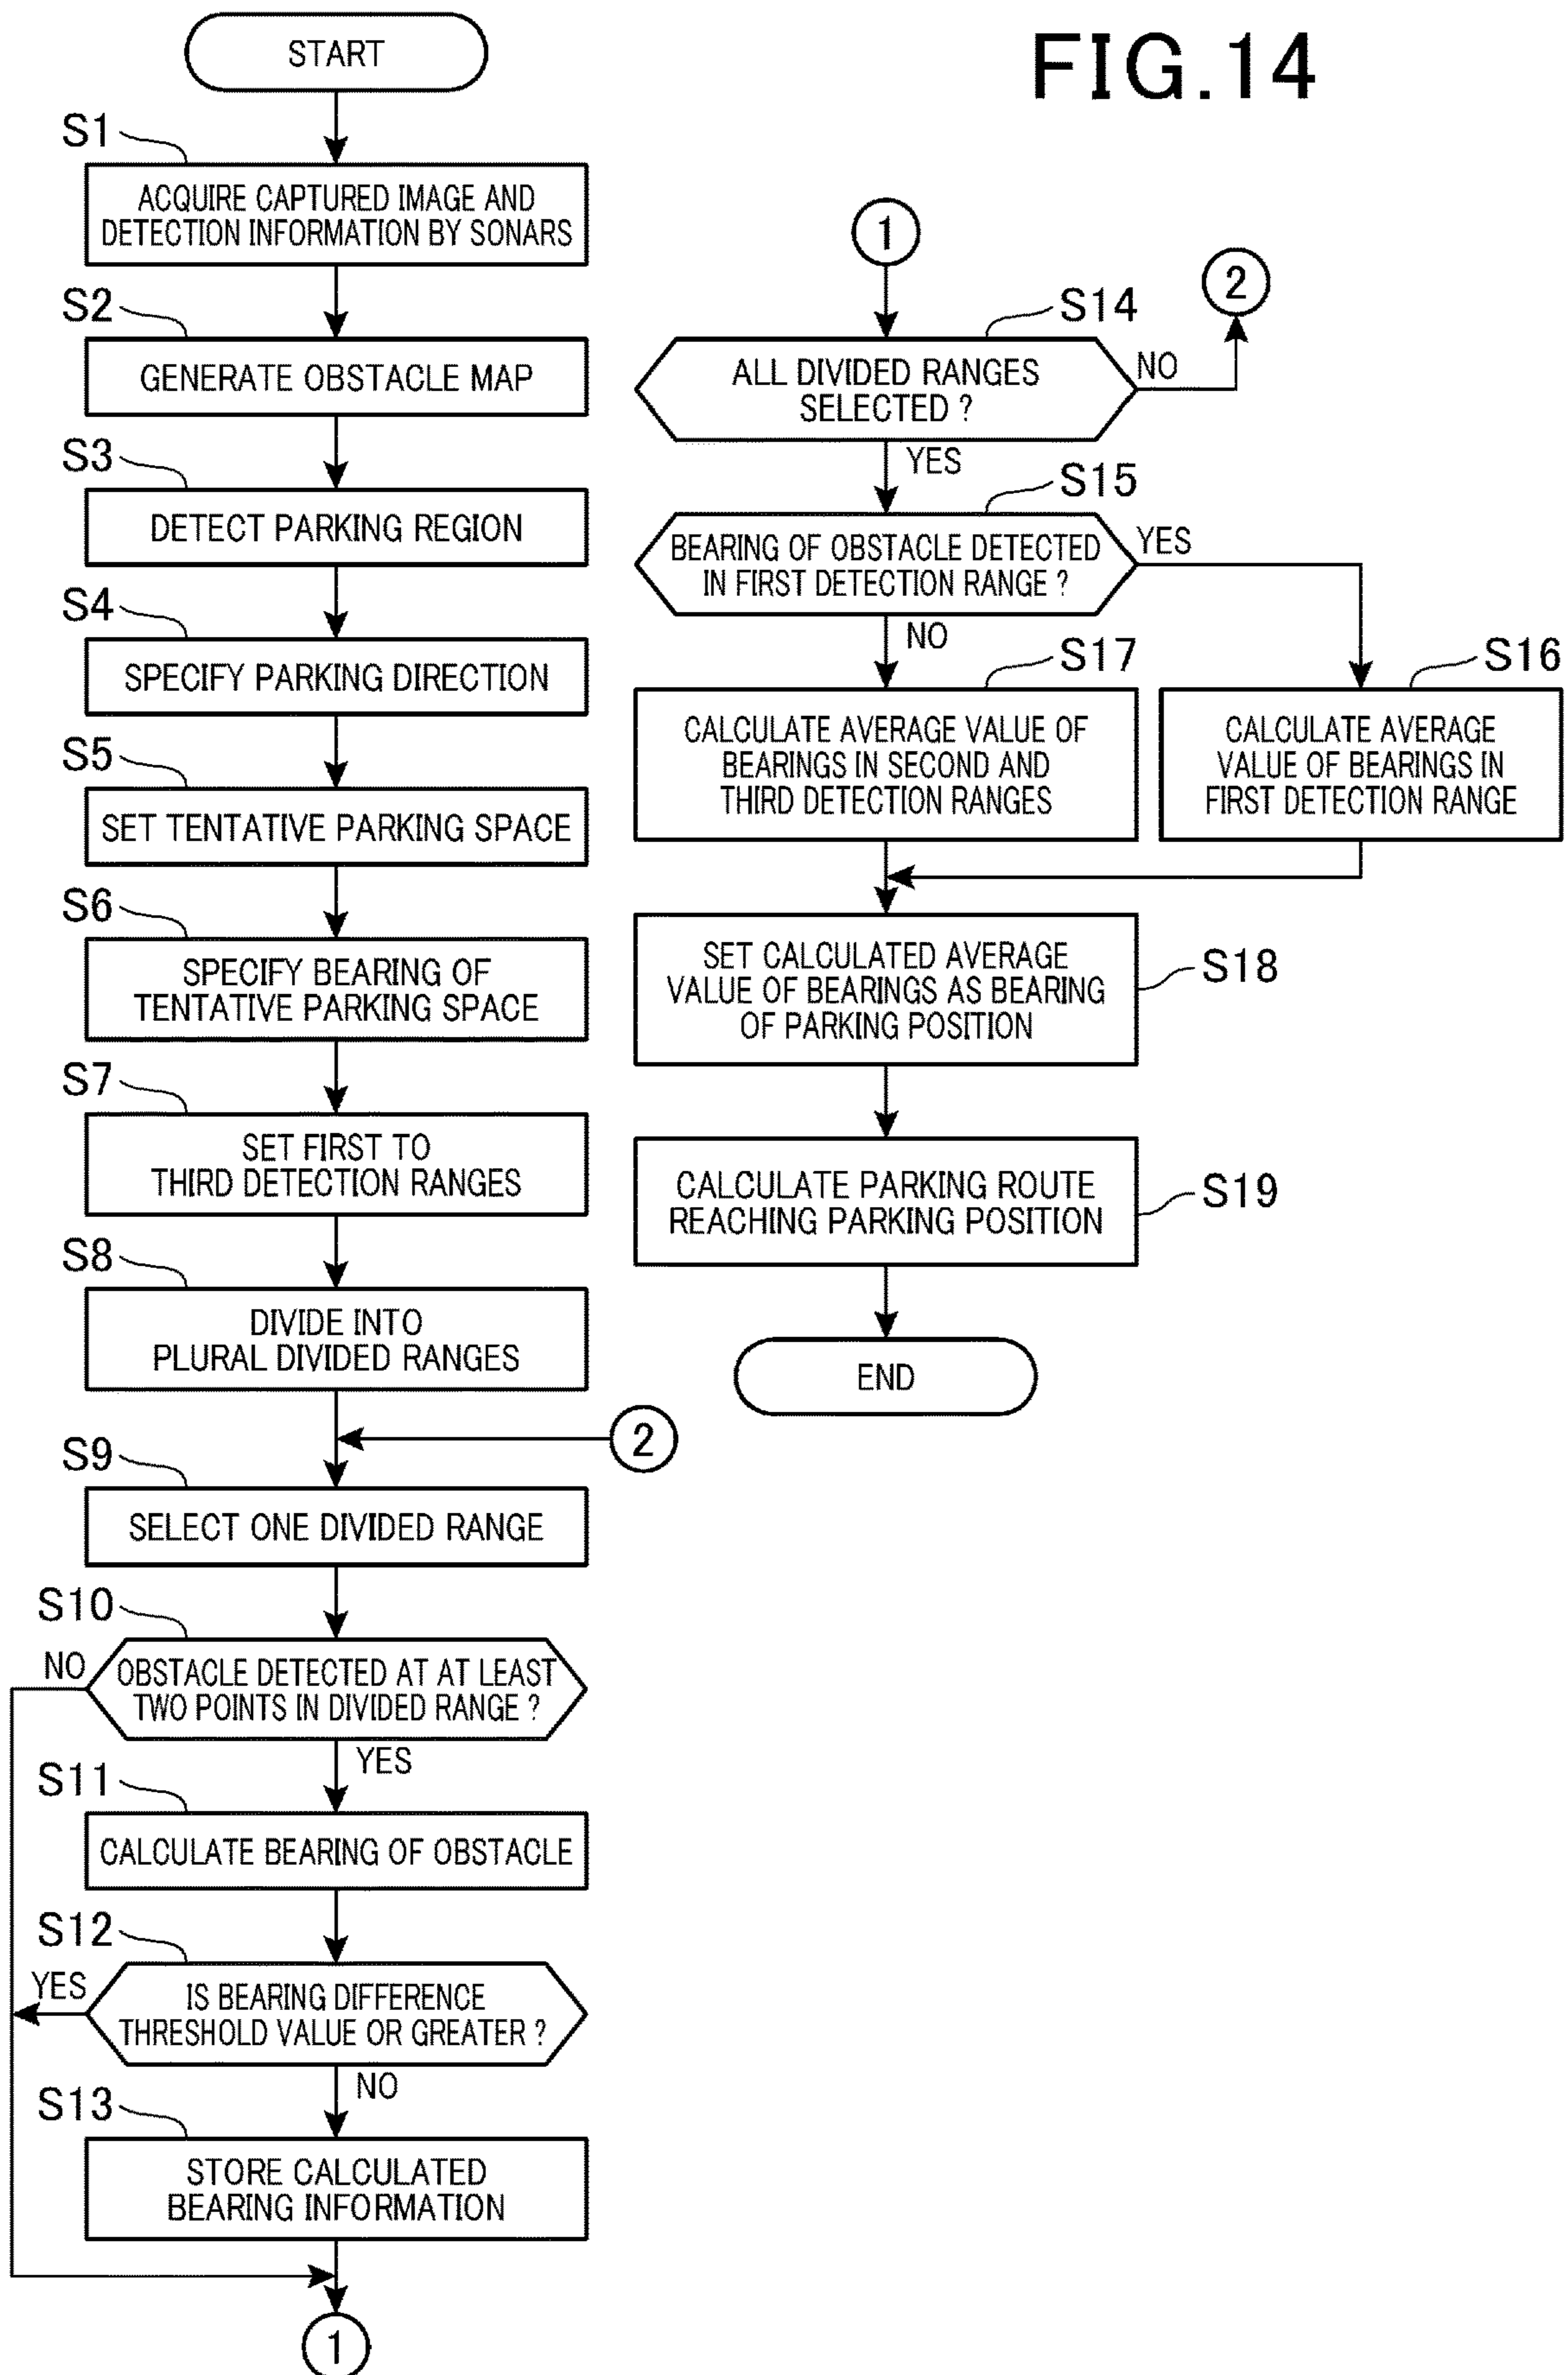 FIG.14
START
S1
ACQUIRE CAPTURED IMAGE AND
DETECTION INFORMATION BY SONARS
S2
GENERATE OBSTACLE MAP
S3
DETECT PARKING REGION
S4
SPECIFY PARKING DIRECTION
S5
SET TENTATIVE PARKING SPACE
S6
SPECIFY BEARING OF
TENTATIVE PARKING SPACE
S7
SET FIRST TO
THIRD DETECTION RANGES
S8
DIVIDE INTO
PLURAL DIVIDED RANGES
2
S9
SELECT ONE DIVIDED RANGE
S10
NO
OBSTACLE DETECTED AT AT LEAST
TWO POINTS IN DIVIDED RANGE ?
YES
S11
CALCULATE BEARING OF OBSTACLE
S12
YES
IS BEARING DIFFERENCE
THRESHOLD VALUE OR GREATER ?
NO
S13
STORE CALCULATED
BEARING INFORMATION
1
1
2
S14
ALL DIVIDED RANGES
SELECTED ?
NO
YES
S15
BEARING OF OBSTACLE DETECTED
IN FIRST DETECTION RANGE ?
YES
NO
S17
CALCULATE AVERAGE VALUE OF
BEARINGS IN SECOND AND
THIRD DETECTION RANGES
S16
CALCULATE AVERAGE
VALUE OF BEARINGS IN
FIRST DETECTION RANGE
SET CALCULATED AVERAGE
VALUE OF BEARINGS AS BEARING
OF PARKING POSITION
S18
CALCULATE PARKING ROUTE
REACHING PARKING POSITION
S19
END